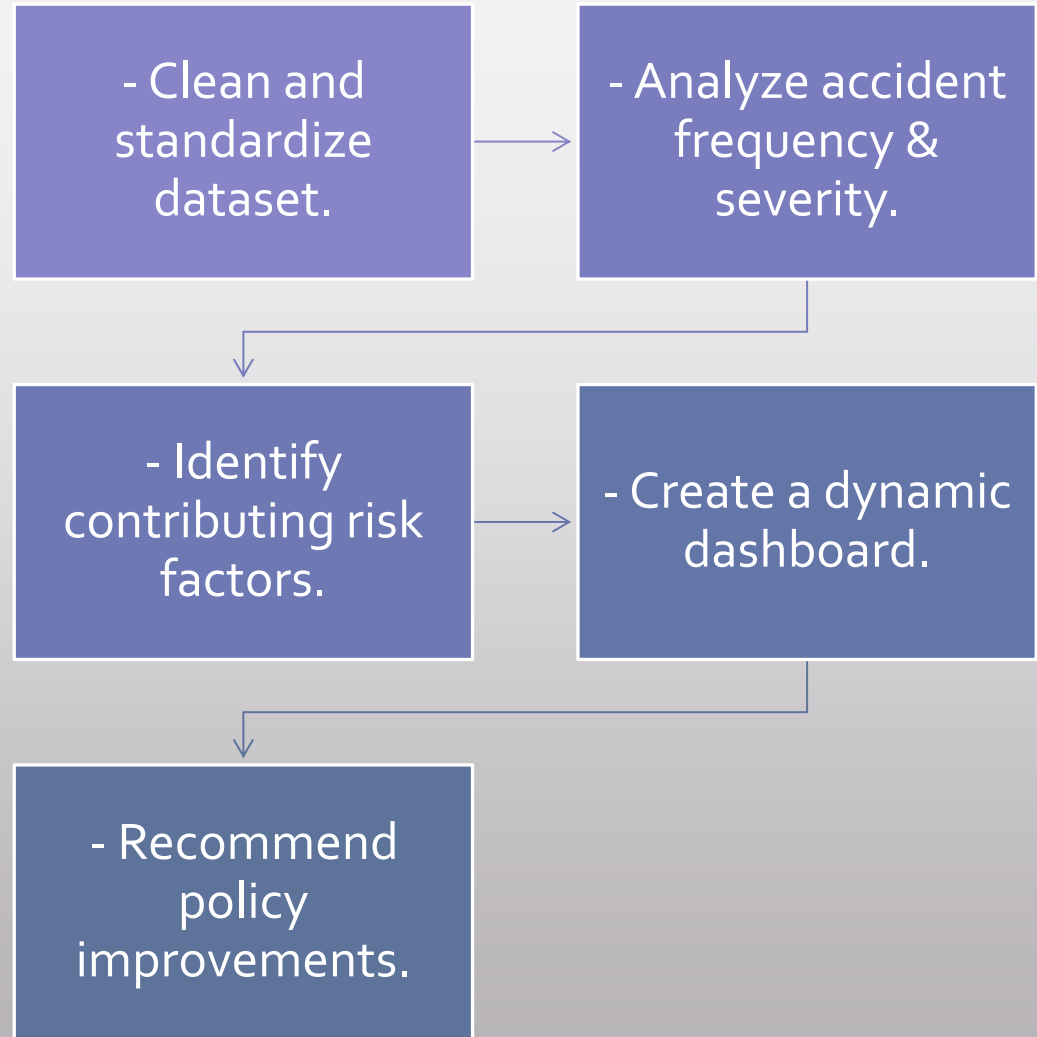 - Clean and
standardize
dataset.
- Analyze accident
frequency &
severity.
- Identify
contributing risk
factors.
- Create a dynamic
dashboard.
- Recommend
policy
improvements.